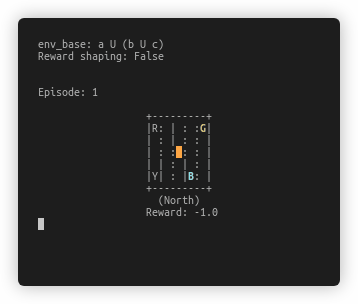 env_base: a U (b U c)
Reward shaping: False
Episode: 1
+---------+
|R: | : :G|
| : | : : |
| : : : : |
| | : | : |
|Y| : |B: |
+---------+
(North)
Reward: -1.0